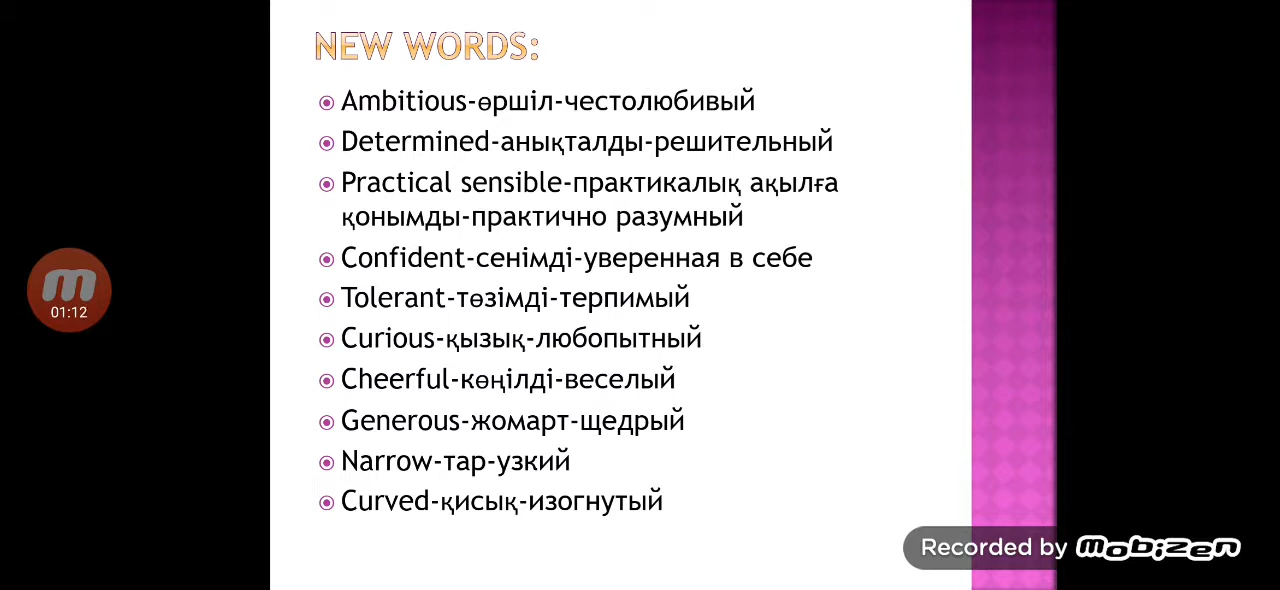 NEW WORDS:
Ambitious-өршіл-честолюбивый
Determined-анықталды-решительный
Practical sensible-практикалық ақылға
қонымды-практично разумный
Confident-сенімді-уверенная в себе
Tolerant-төзімді-терпимый
Curious-қызық-любопытный
Cheerful-көңілді-веселый
Generous-жомарт-щедрый
Narrow-тар-узкий
Curved-қисық-изогнутый
m
01:12
Recorded by mobizen